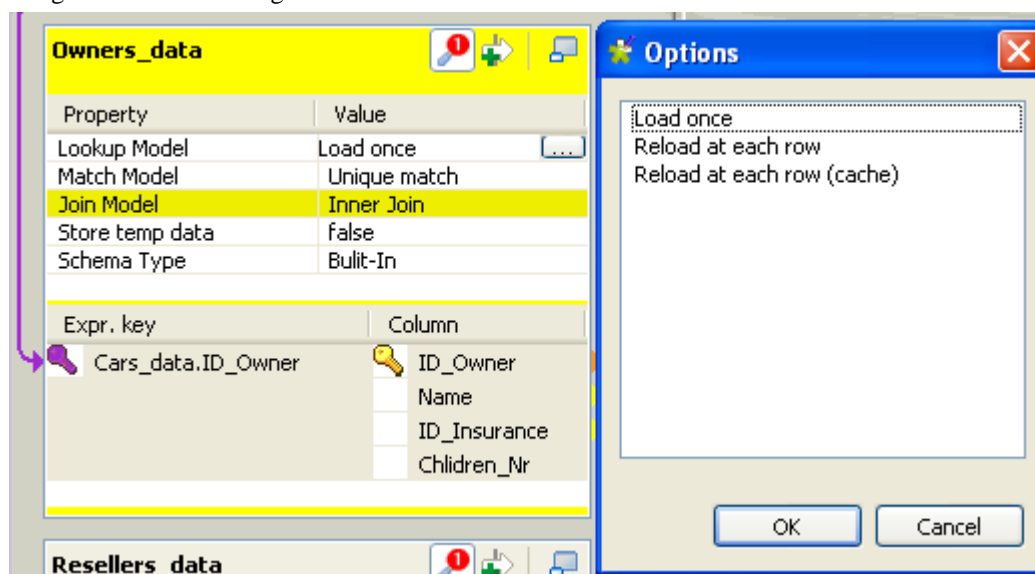 Owners_data
Property Value
Lookup Model Load once ...
Match Model Unique match
Join Model Inner Join
Store temp data false
Schema Type Bulit-In
Expr. key Column
Cars_data.ID_Owner ID_Owner
Name
ID_Insurance
Chlidren_Nr
Resellers_data
Options
Load once
Reload at each row
Reload at each row (cache)
OK Cancel